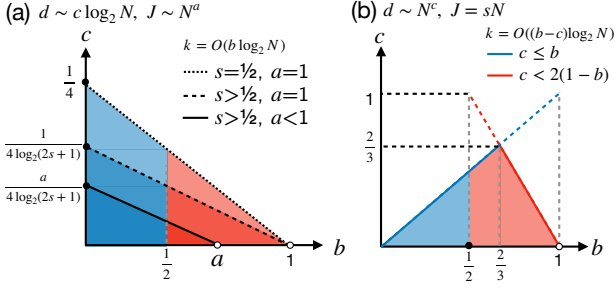 (a) d ~ c log₂ N, J ~ Nᵃ
c
k = O(b log₂ N)
s=½, a=1
s>½, a=1
s>½, a<1
1/4
1/(4 log₂(2s + 1))
a/(4 log₂(2s + 1))
1/2
a
1
b
(b) d ~ Nᶜ, J = sN
c
k = O((b−c)log₂N)
c ≤ b
c < 2(1 − b)
1
2/3
1/2
2/3
1
b